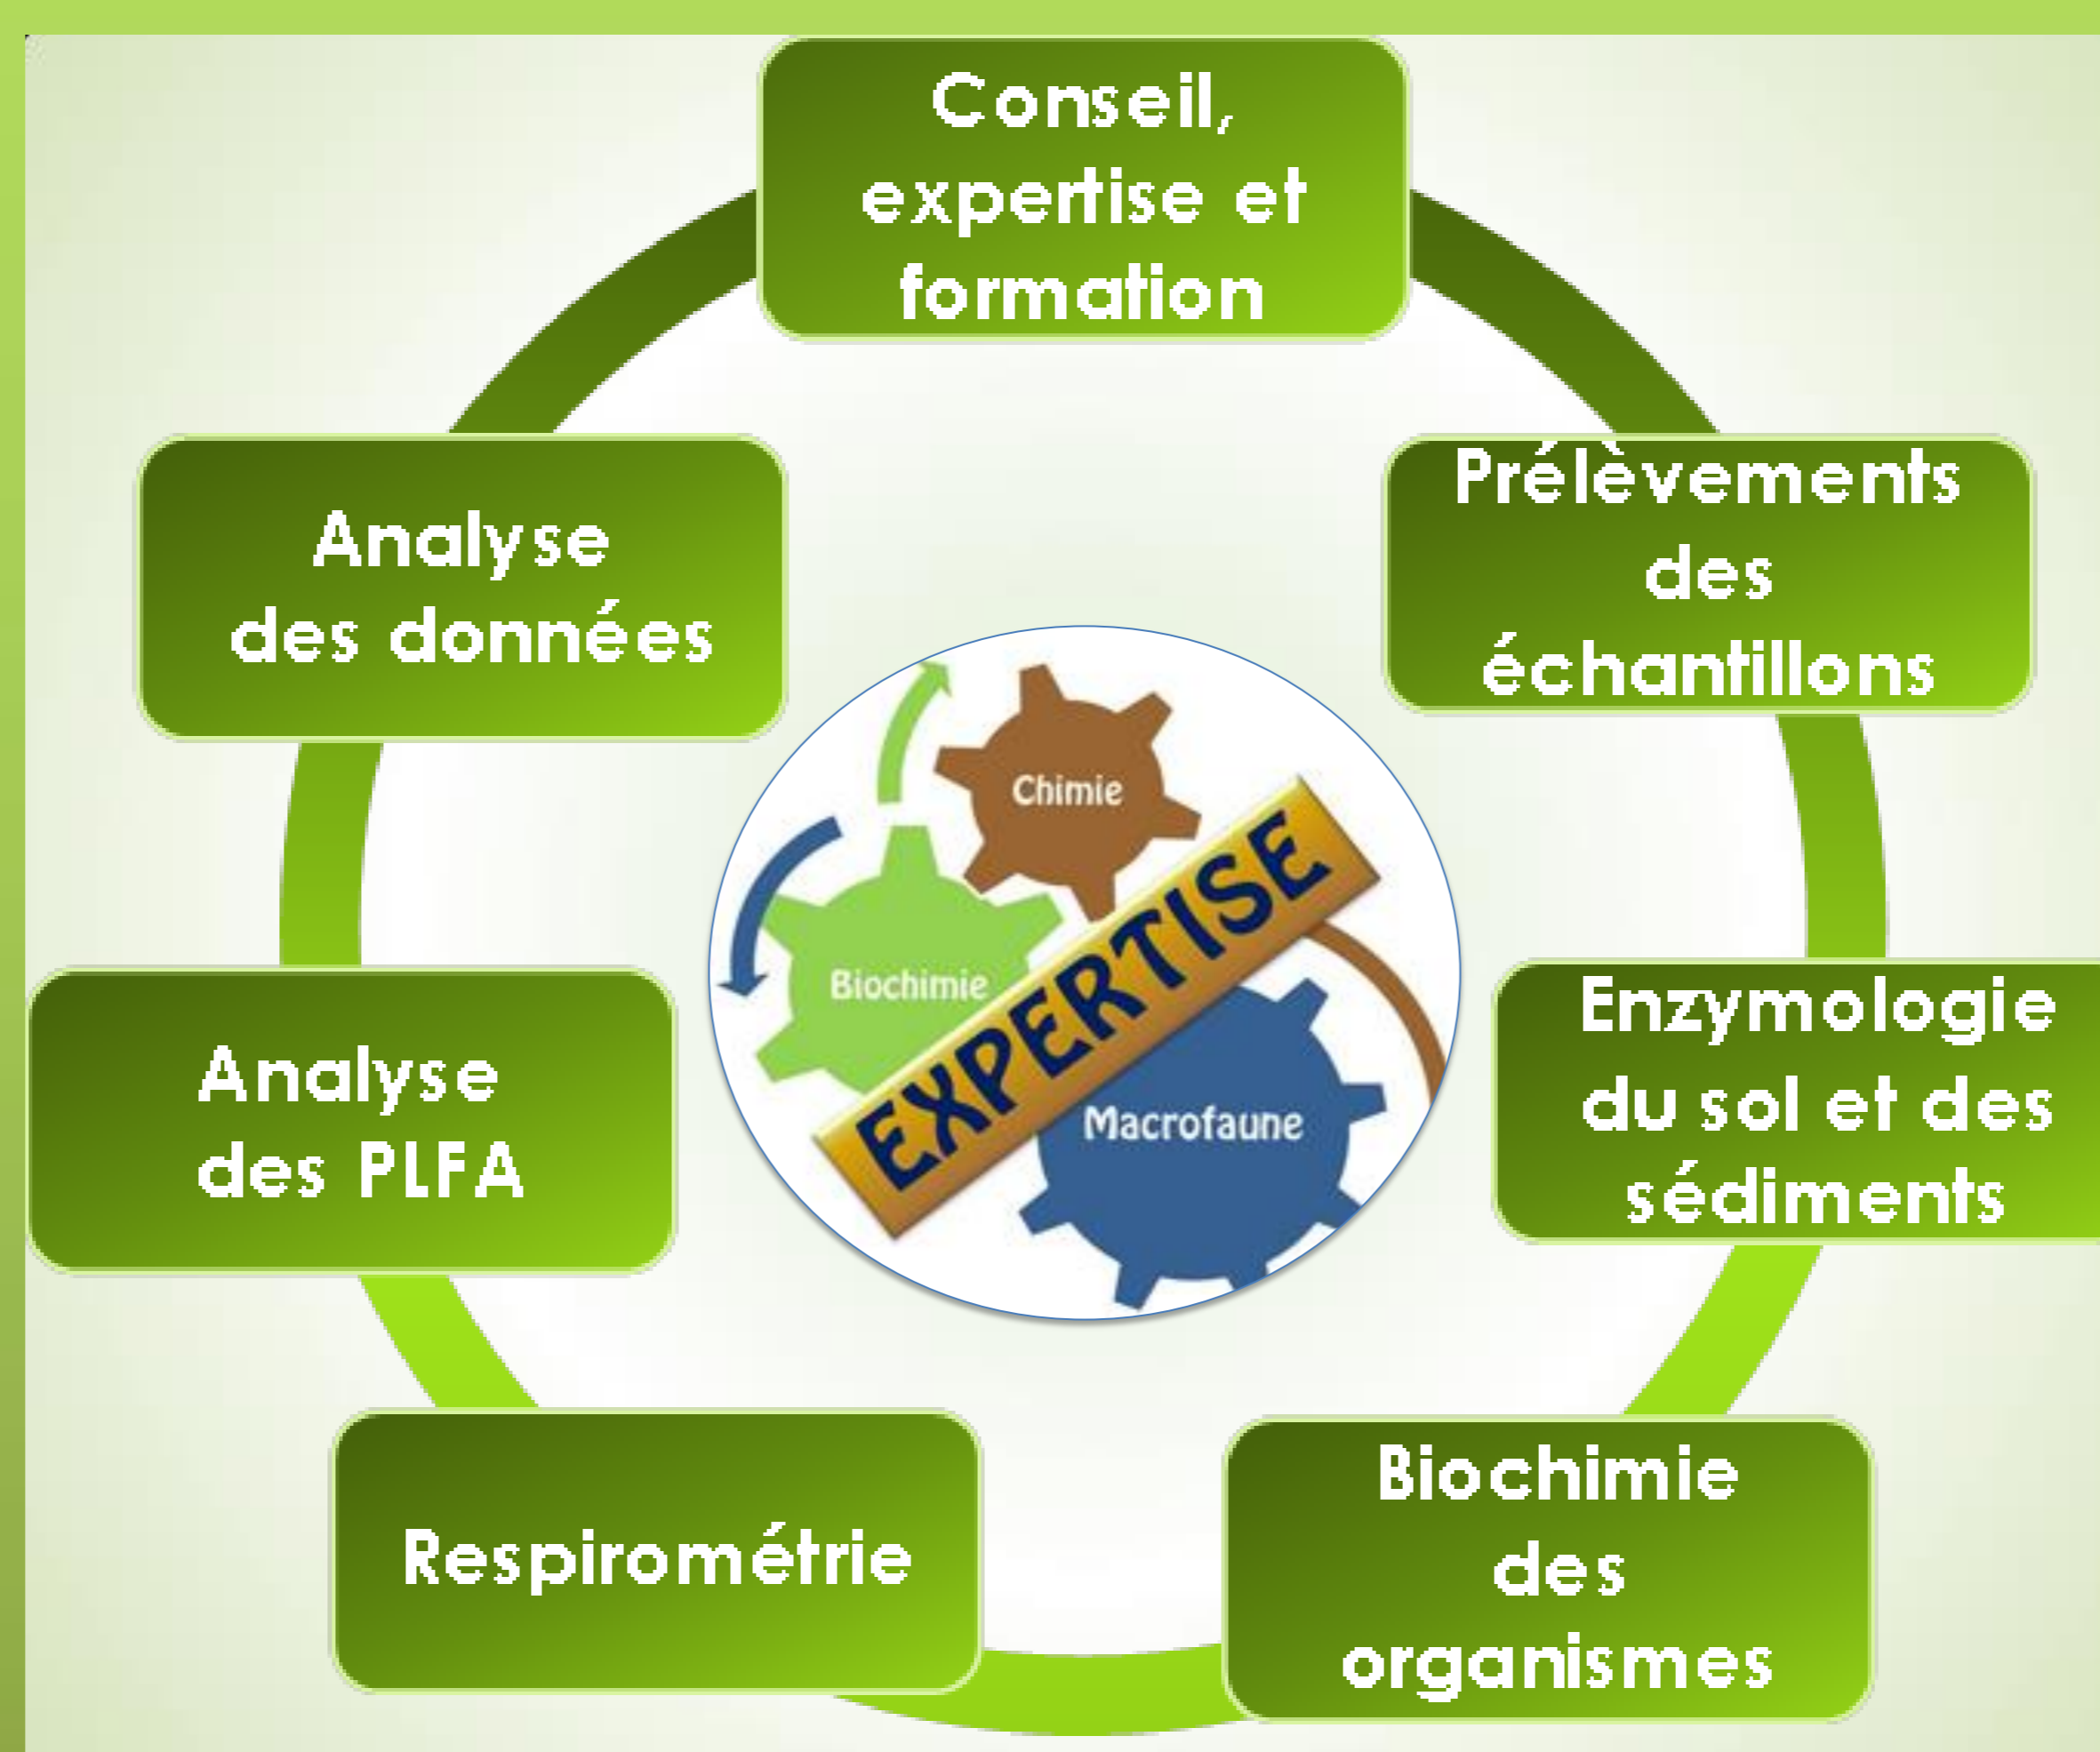 Conseil,
expertise et
formation
Analyse
des données
Prélèvements
des
échantillons
Chimie
Biochimie
EXPERTISE
Macrofaune
Analyse
des PLFA
Enzymologie
du sol et des
sédiments
Respirométrie
Biochimie
des
organismes